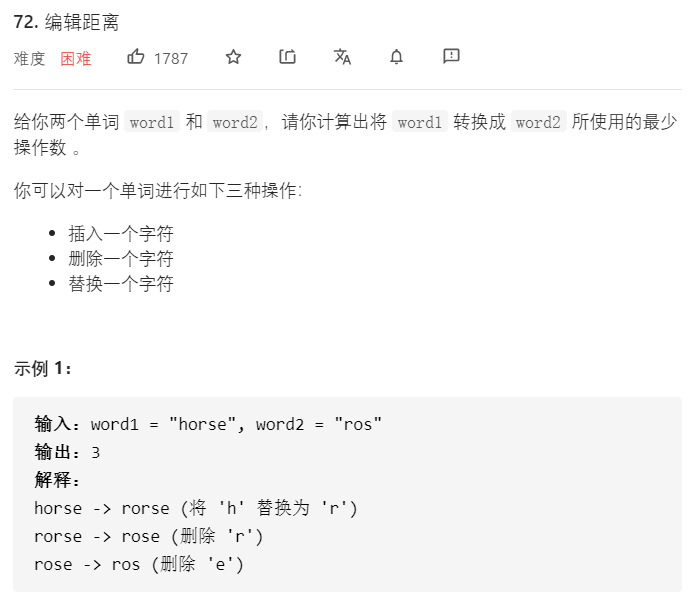 72. 编辑距离
难度 困难 1787
给你两个单词 word1 和 word2，请你计算出将 word1 转换成 word2 所使用的最少
操作数 。
你可以对一个单词进行如下三种操作：
插入一个字符
删除一个字符
替换一个字符
示例 1：
输入：word1 = "horse", word2 = "ros"
输出：3
解释：
horse -> rorse (将 'h' 替换为 'r')
rorse -> rose (删除 'r')
rose -> ros (删除 'e')